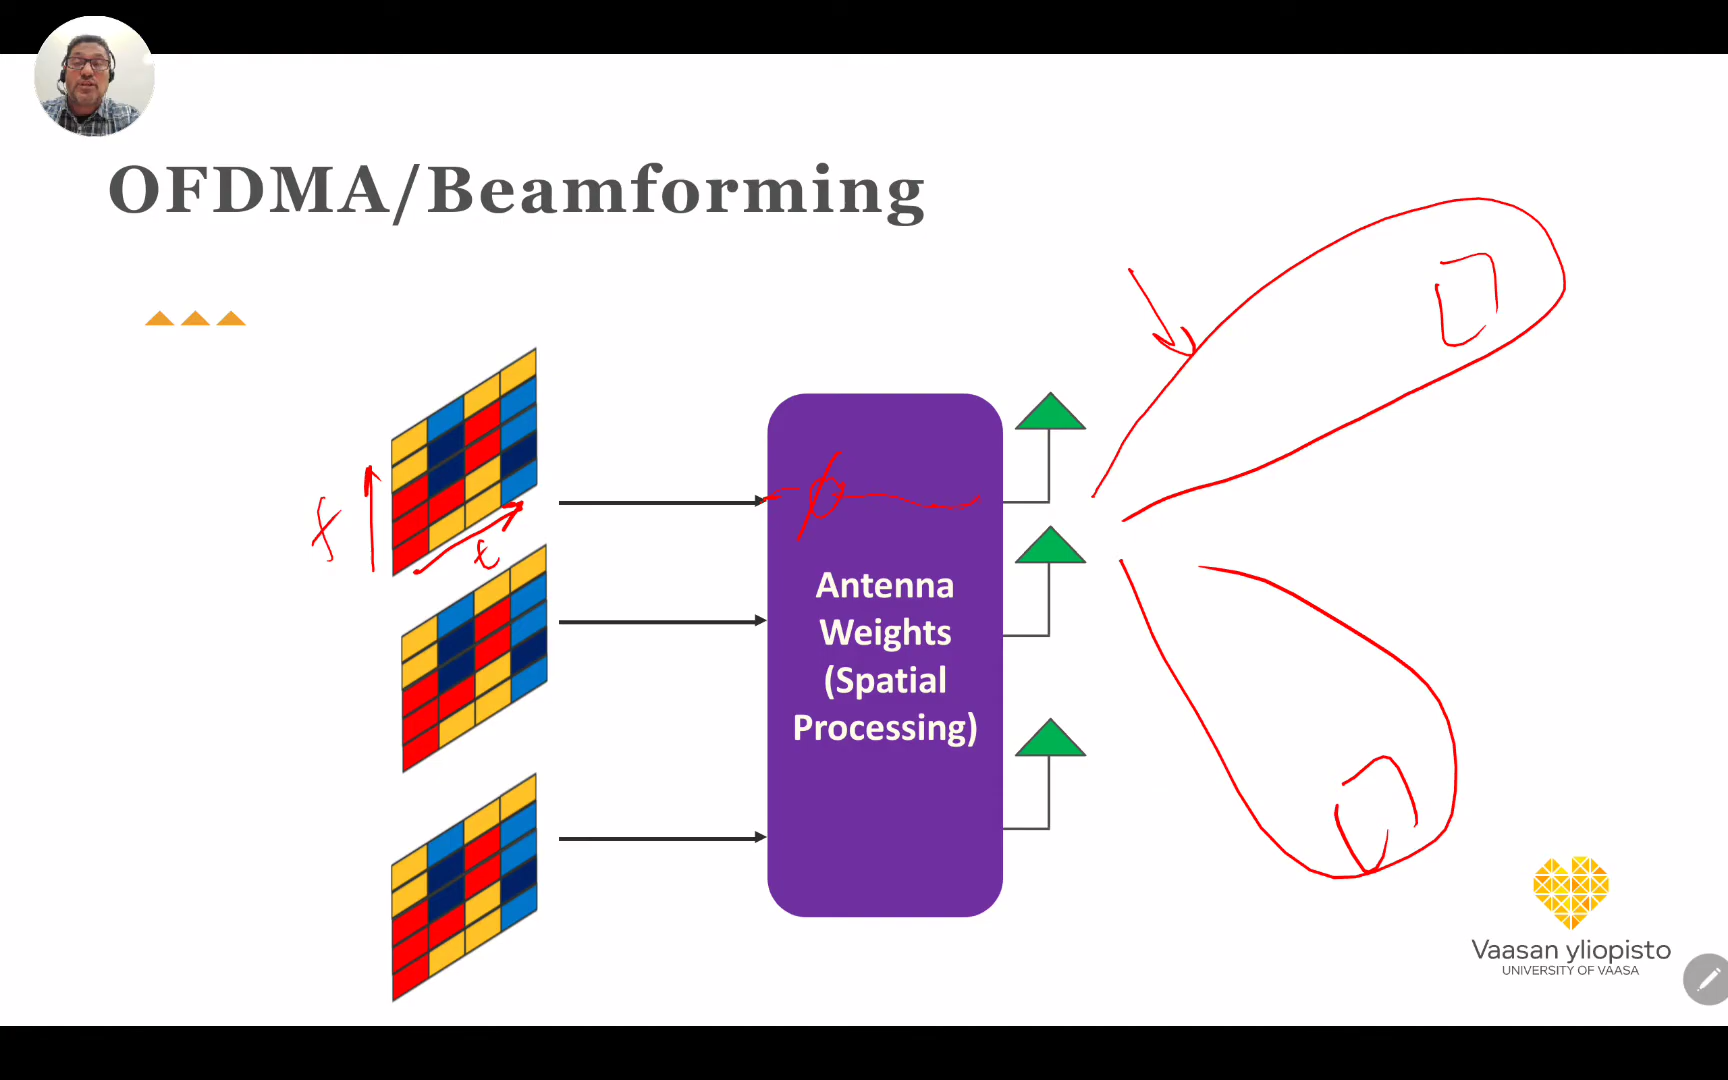 OFDMA/Beamforming
f
t
ϕ
Antenna
Weights
(Spatial
Processing)
Vaasan yliopisto
UNIVERSITY OF VAASA